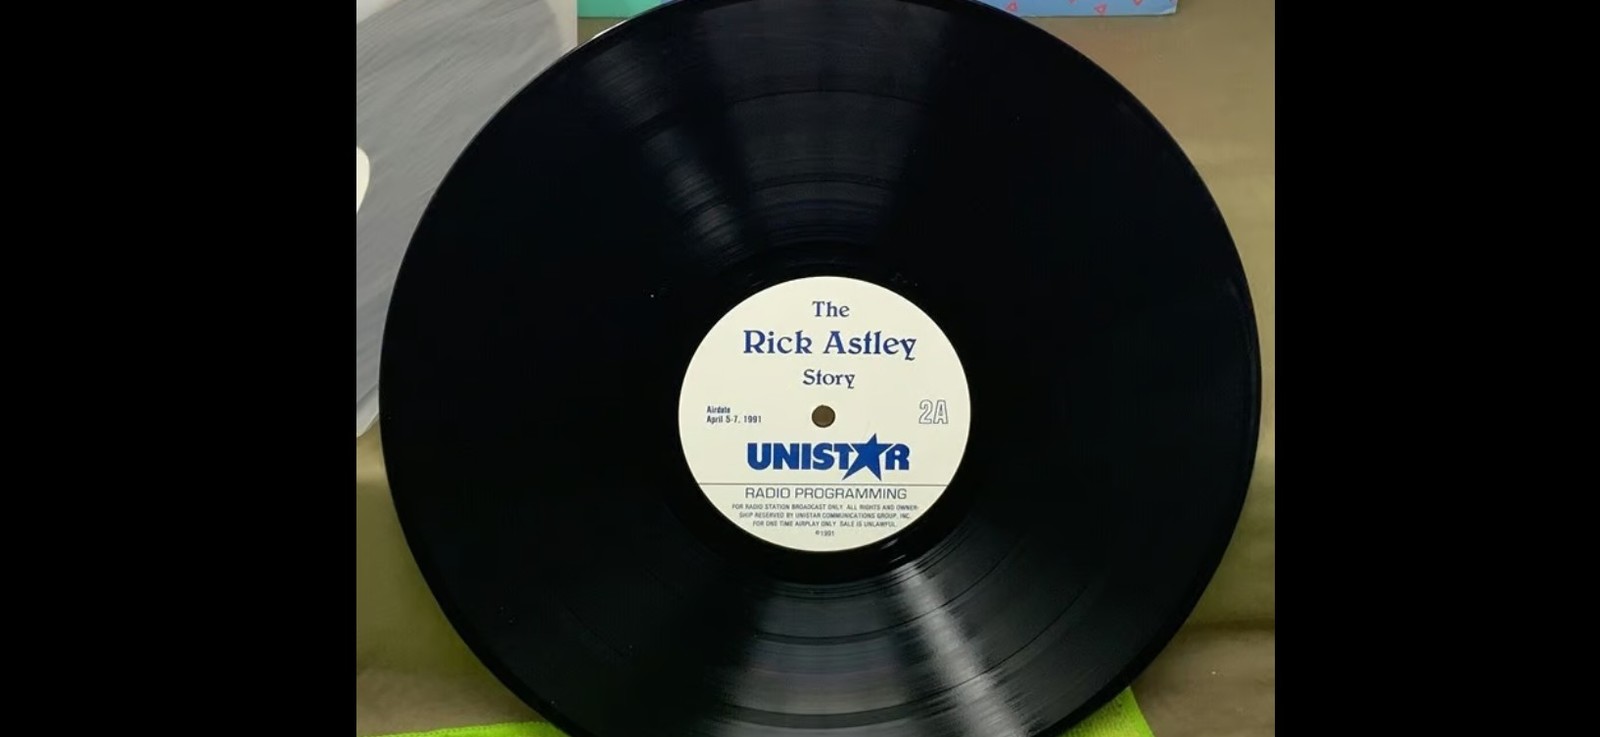 The
Rick Astley
Story
Airdate
April 5-7, 1991
2A
UNISTAR
RADIO PROGRAMMING
FOR RADIO STATION BROADCAST ONLY. ALL RIGHTS AND OWNER-
SHIP RESERVED BY UNISTAR COMMUNICATIONS GROUP, INC.
FOR ONE TIME AIRPLAY ONLY. SALE IS UNLAWFUL.
©1991